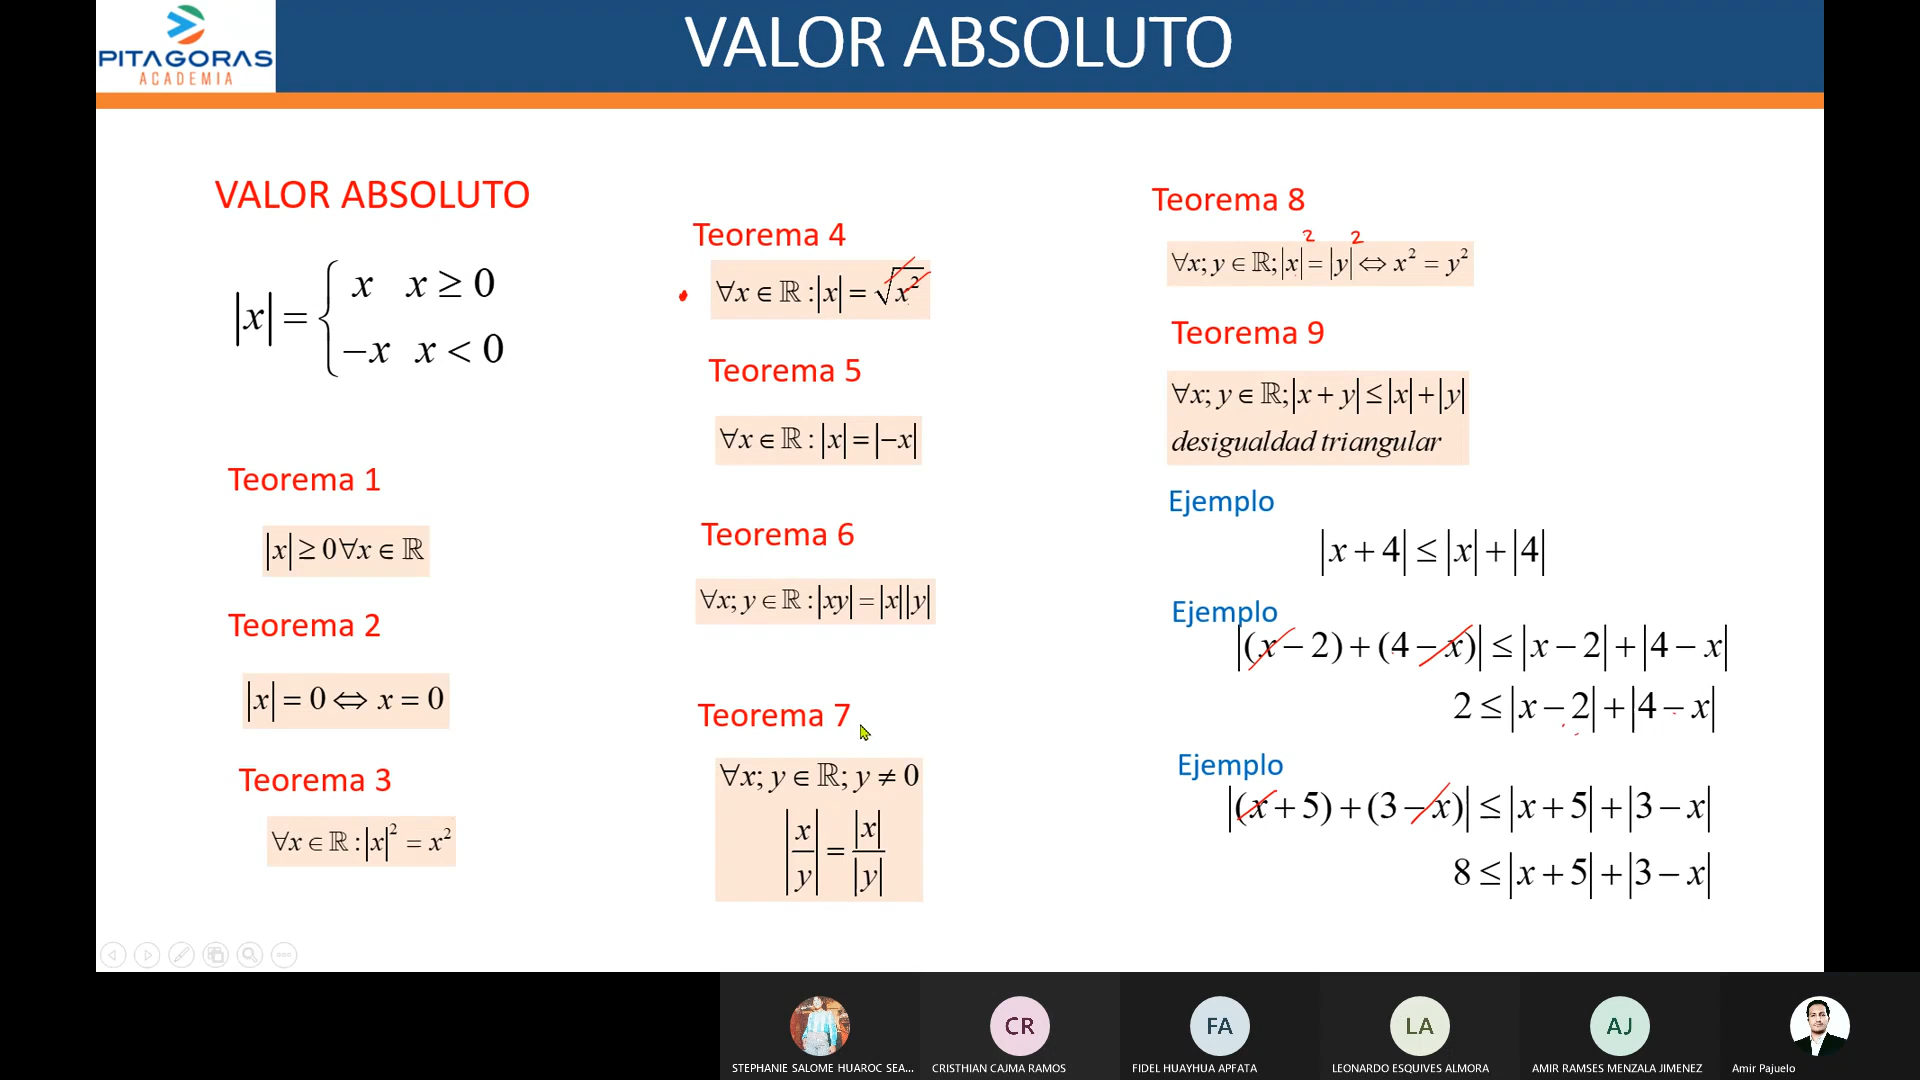 PITAGORAS
ACADEMIA
VALOR ABSOLUTO
VALOR ABSOLUTO
|x| = { x x ≥ 0
−x x < 0
Teorema 1
|x| ≥ 0 ∀x ∈ ℝ
Teorema 2
|x| = 0 ⇔ x = 0
Teorema 3
∀x ∈ ℝ : |x|² = x²
Teorema 4
∀x ∈ ℝ : |x| = √x²
Teorema 5
∀x ∈ ℝ : |x| = |−x|
Teorema 6
∀x; y ∈ ℝ : |xy| = |x||y|
Teorema 7
∀x; y ∈ ℝ; y ≠ 0
|x/y| = |x|/|y|
Teorema 8
2 2
∀x; y ∈ ℝ; |x| = |y| ⇔ x² = y²
Teorema 9
∀x; y ∈ ℝ; |x + y| ≤ |x| + |y|
desigualdad triangular
Ejemplo
|x + 4| ≤ |x| + |4|
Ejemplo
|(x − 2) + (4 − x)| ≤ |x − 2| + |4 − x|
2 ≤ |x − 2| + |4 − x|
Ejemplo
|(x + 5) + (3 − x)| ≤ |x + 5| + |3 − x|
8 ≤ |x + 5| + |3 − x|
CR FA LA AJ
STEPHANIE SALOME HUAROC SEA... CRISTHIAN CAJMA RAMOS FIDEL HUAYHUA APFATA LEONARDO ESQUIVES ALMORA AMIR RAMSES MENZALA JIMENEZ Amir Pajuelo